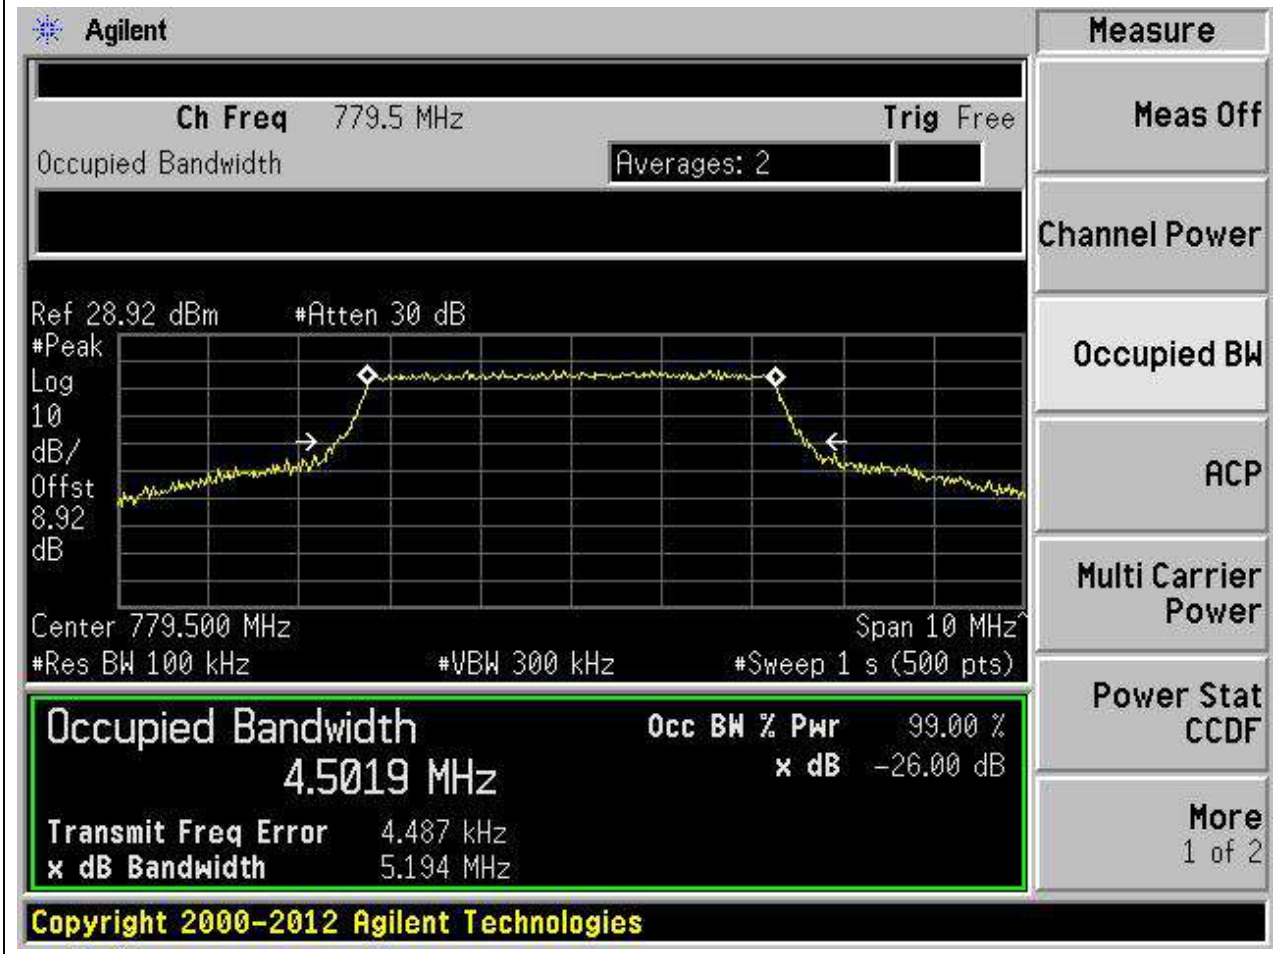 Agilent
Measure
Ch Freq 779.5 MHz Trig Free
Occupied Bandwidth Averages: 2
Meas Off
Channel Power
Occupied BW
ACP
Multi Carrier
Power
Power Stat
CCDF
More
1 of 2
Ref 28.92 dBm #Atten 30 dB
#Peak
Log
10
dB/
Offst
8.92
dB
Center 779.500 MHz Span 10 MHz^
#Res BW 100 kHz #VBW 300 kHz #Sweep 1 s (500 pts)
Occupied Bandwidth Occ BW % Pwr 99.00 %
4.5019 MHz x dB -26.00 dB
Transmit Freq Error 4.487 kHz
x dB Bandwidth 5.194 MHz
Copyright 2000-2012 Agilent Technologies